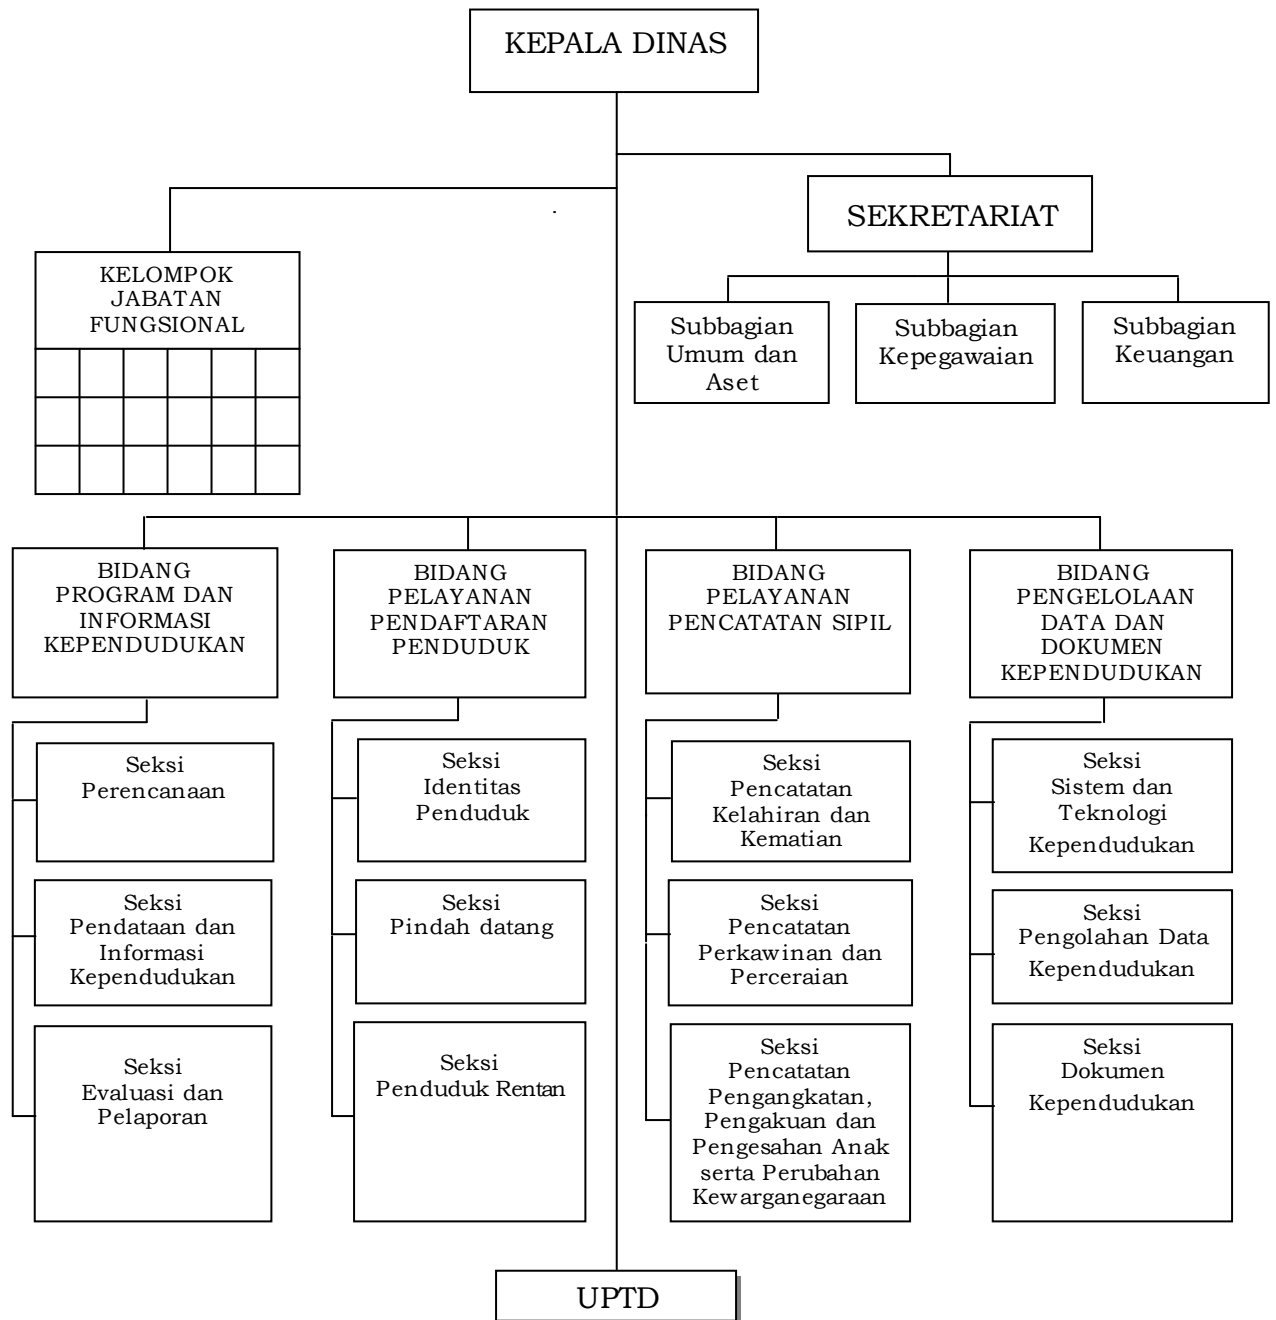 KEPALA DINAS
SEKRETARIAT
KELOMPOK
JABATAN
FUNGSIONAL
Subbagian
Umum dan
Aset
Subbagian
Kepegawaian
Subbagian
Keuangan
BIDANG
PROGRAM DAN
INFORMASI
KEPENDUDUKAN
BIDANG
PELAYANAN
PENDAFTARAN
PENDUDUK
BIDANG
PELAYANAN
PENCATATAN SIPIL
BIDANG
PENGELOLAAN
DATA DAN
DOKUMEN
KEPENDUDUKAN
Seksi
Perencanaan
Seksi
Identitas
Penduduk
Seksi
Pencatatan
Kelahiran dan
Kematian
Seksi
Sistem dan
Teknologi
Kependudukan
Seksi
Pendataan dan
Informasi
Kependudukan
Seksi
Pindah datang
Seksi
Pencatatan
Perkawinan dan
Perceraian
Seksi
Pengolahan Data
Kependudukan
Seksi
Evaluasi dan
Pelaporan
Seksi
Penduduk Rentan
Seksi
Pencatatan
Pengangkatan,
Pengakuan dan
Pengesahan Anak
serta Perubahan
Kewarganegaraan
Seksi
Dokumen
Kependudukan
UPTD